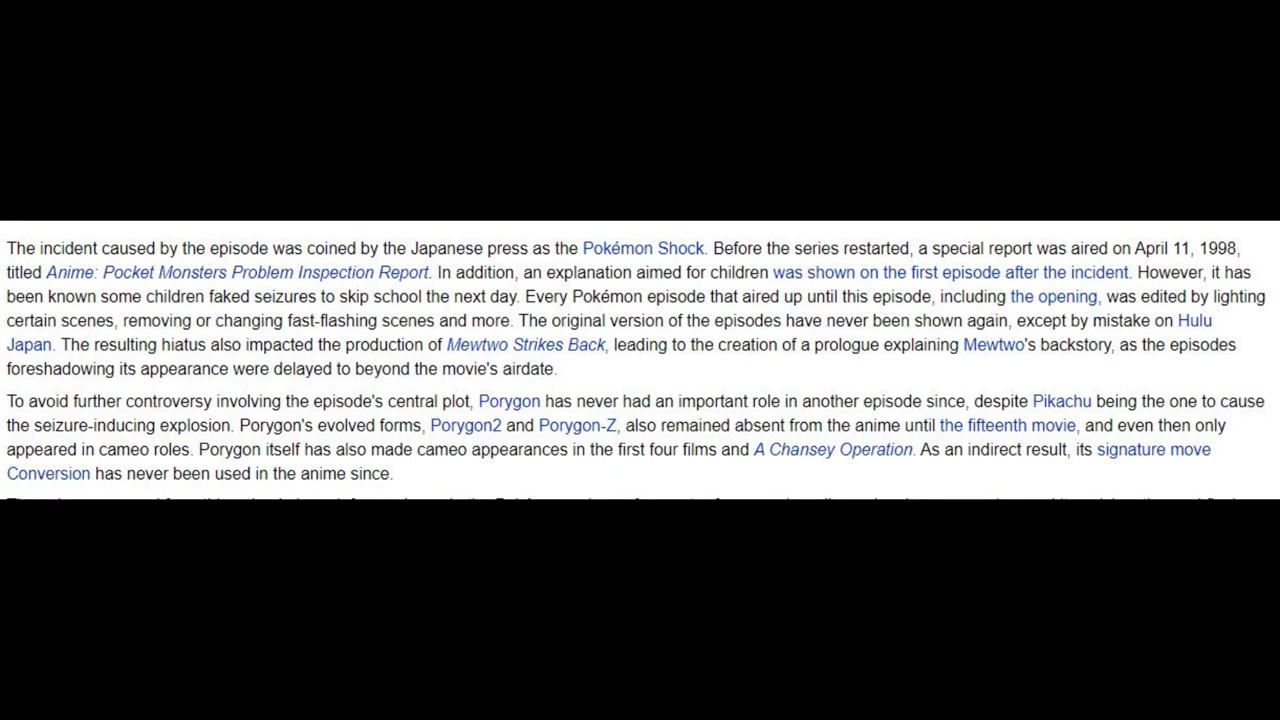 The incident caused by the episode was coined by the Japanese press as the Pokémon Shock. Before the series restarted, a special report was aired on April 11, 1998,
titled Anime: Pocket Monsters Problem Inspection Report. In addition, an explanation aimed for children was shown on the first episode after the incident. However, it has
been known some children faked seizures to skip school the next day. Every Pokémon episode that aired up until this episode, including the opening, was edited by lighting
certain scenes, removing or changing fast-flashing scenes and more. The original version of the episodes have never been shown again, except by mistake on Hulu
Japan. The resulting hiatus also impacted the production of Mewtwo Strikes Back, leading to the creation of a prologue explaining Mewtwo's backstory, as the episodes
foreshadowing its appearance were delayed to beyond the movie's airdate.
To avoid further controversy involving the episode's central plot, Porygon has never had an important role in another episode since, despite Pikachu being the one to cause
the seizure-inducing explosion. Porygon's evolved forms, Porygon2 and Porygon-Z, also remained absent from the anime until the fifteenth movie, and even then only
appeared in cameo roles. Porygon itself has also made cameo appearances in the first four films and A Chansey Operation. As an indirect result, its signature move
Conversion has never been used in the anime since.